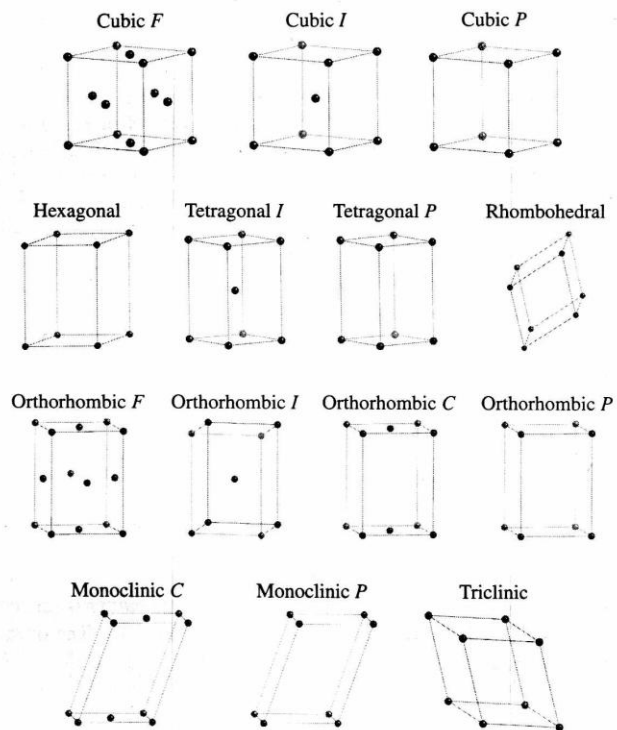 Cubic F
Cubic I
Cubic P
Hexagonal
Tetragonal I
Tetragonal P
Rhombohedral
Orthorhombic F
Orthorhombic I
Orthorhombic C
Orthorhombic P
Monoclinic C
Monoclinic P
Triclinic